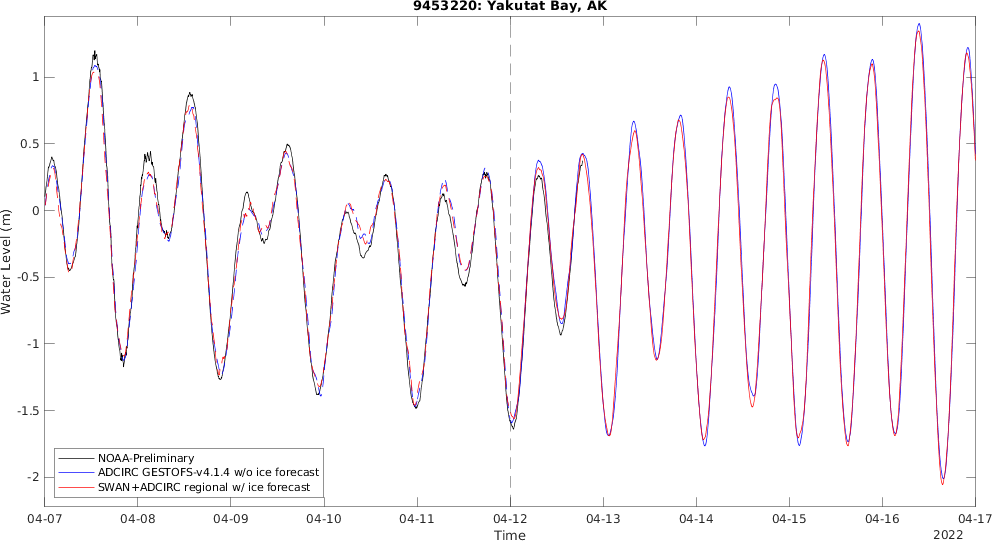 9453220: Yakutat Bay, AK
Water Level (m)
1
0.5
0
-0.5
-1
-1.5
-2
NOAA-Preliminary
ADCIRC GESTOFS-v4.1.4 w/o ice forecast
SWAN+ADCIRC regional w/ ice forecast
04-07 04-08 04-09 04-10 04-11 04-12 04-13 04-14 04-15 04-16 04-17
Time
2022